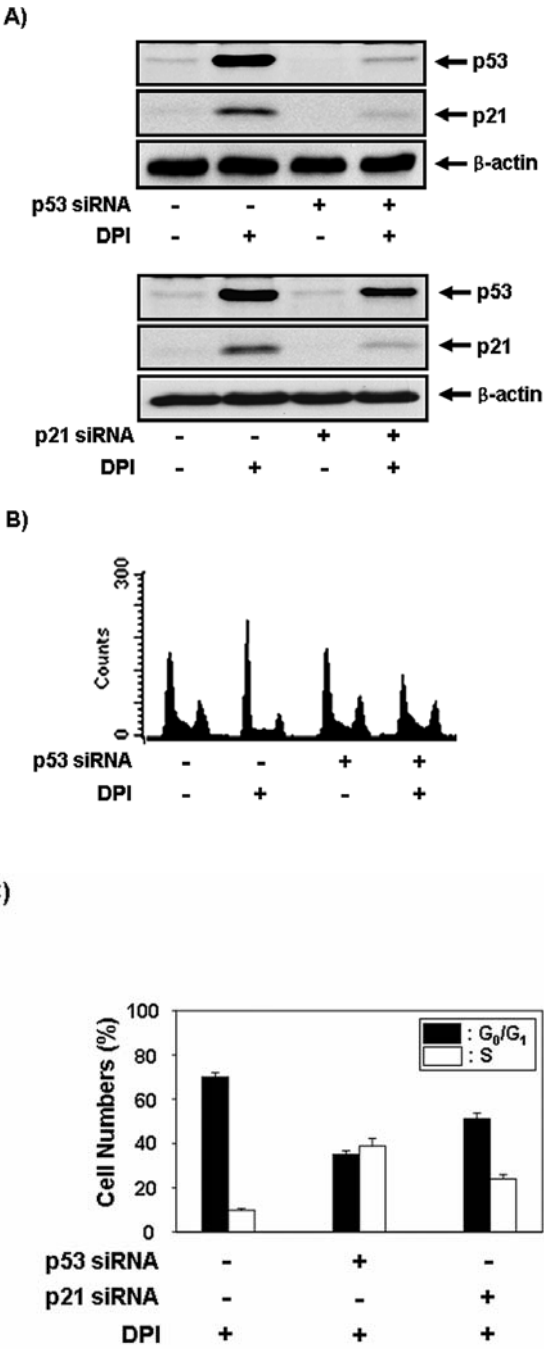 A)
p53
p21
β-actin
p53 siRNA - - + +
DPI - + - +
p53
p21
β-actin
p21 siRNA - - + +
DPI - + - +
B)
300
Counts
0
p53 siRNA - - + +
DPI - + - +
C)
100
80
60
40
20
0
Cell Numbers (%)
: G0/G1
: S
p53 siRNA - + -
p21 siRNA - - +
DPI + + +